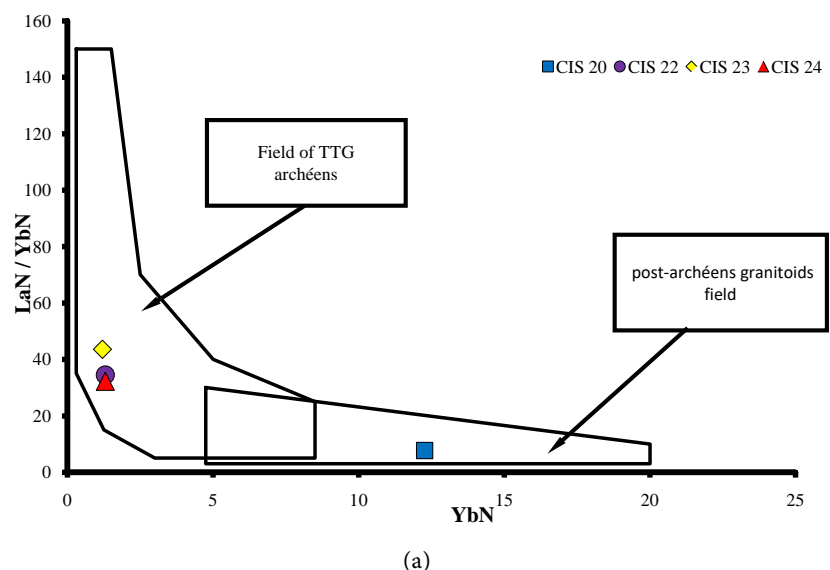 160
140
120
100
80
60
40
20
0
LaN / YbN
CIS 20 CIS 22 CIS 23 CIS 24
Field of TTG
archéens
post-archéens granitoids
field
0 5 10 15 20 25
YbN
(a)